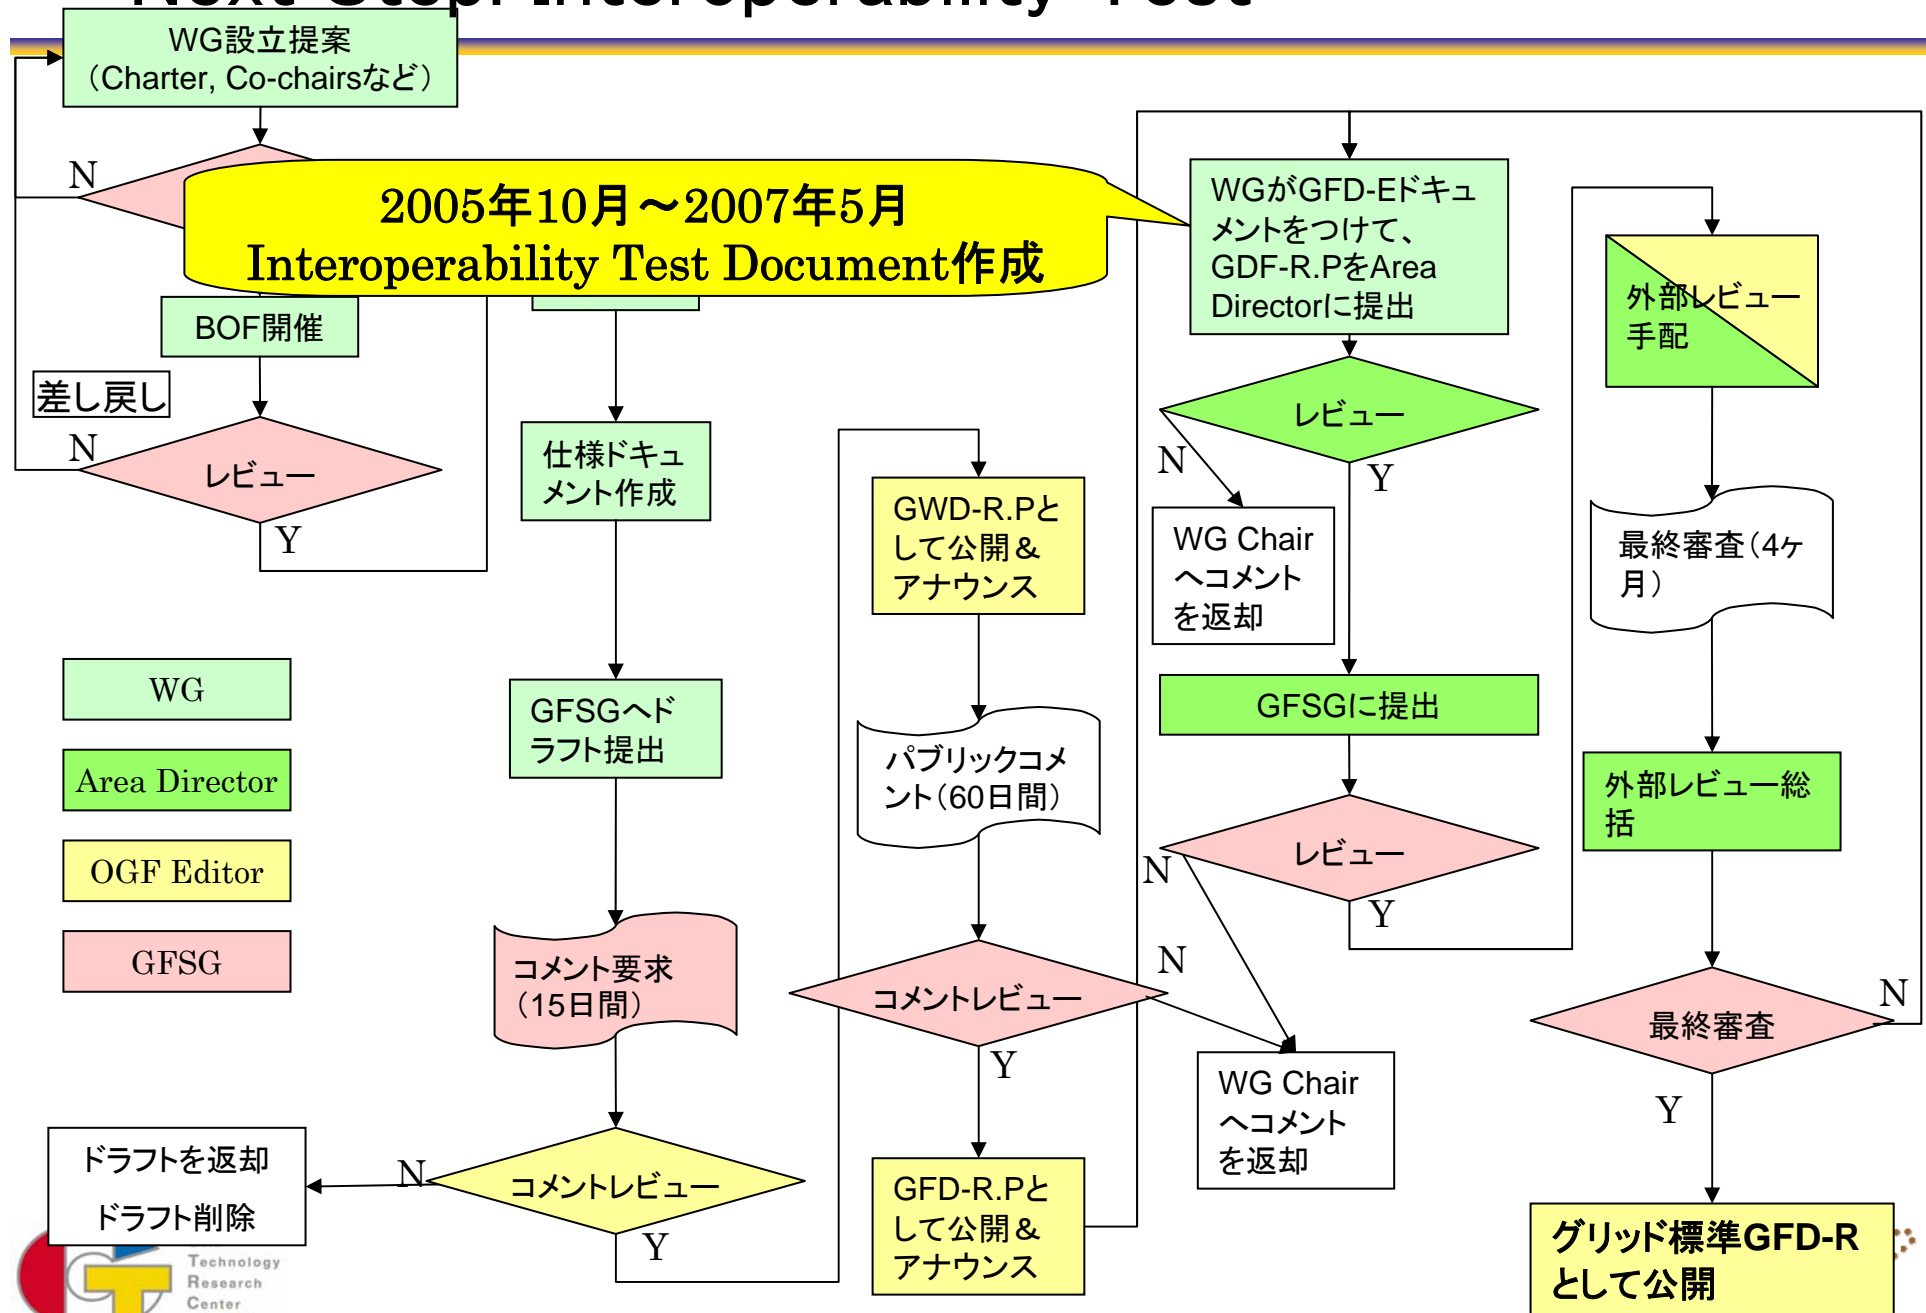 Next Step: Interoperability Test
WG設立提案
（Charter, Co-chairsなど）
N
2005年10月～2007年5月
Interoperability Test Document作成
BOF開催
差し戻し
N
レビュー
Y
WG
Area Director
OGF Editor
GFSG
仕様ドキュ
メント作成
GFSGへド
ラフト提出
コメント要求
（15日間）
コメントレビュー
N
Y
ドラフトを返却
ドラフト削除
GWD-R.Pと
して公開＆
アナウンス
パブリックコメ
ント（60日間）
コメントレビュー
N
Y
GFD-R.Pと
して公開＆
アナウンス
WGがGFD-Eドキュ
メントをつけて、
GDF-R.PをArea
Directorに提出
レビュー
N
Y
WG Chair
へコメント
を返却
GFSGに提出
レビュー
N
Y
WG Chair
へコメント
を返却
外部レビュー
手配
最終審査（4ヶ
月）
外部レビュー総
括
最終審査
N
Y
グリッド標準GFD-R
として公開
Technology
Research
Center